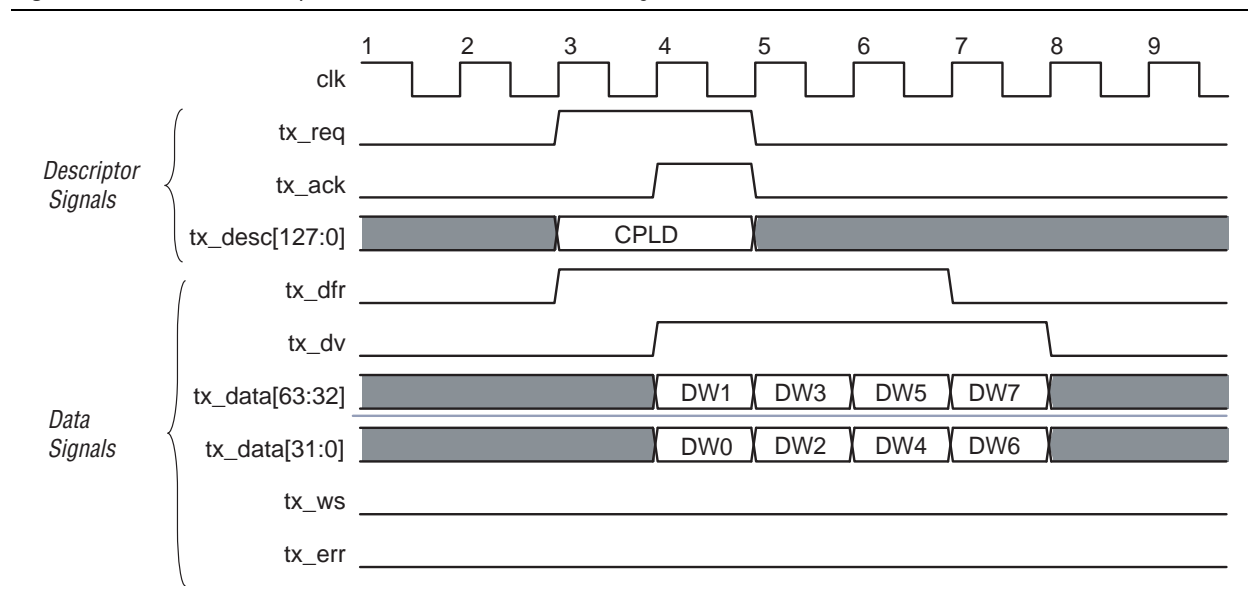 1 2 3 4 5 6 7 8 9
clk
tx_req
Descriptor
Signals
tx_ack
tx_desc[127:0] CPLD
tx_dfr
tx_dv
tx_data[63:32] DW1 DW3 DW5 DW7
Data
Signals
tx_data[31:0] DW0 DW2 DW4 DW6
tx_ws
tx_err